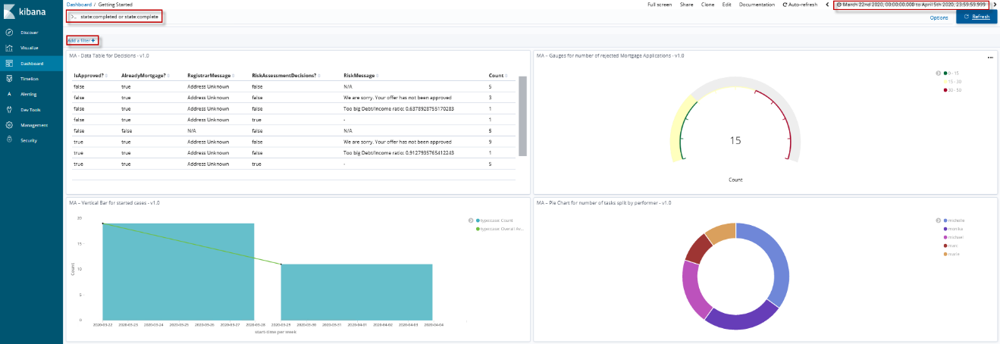 kibana
Discover
Visualize
Dashboard
Timelion
Alerting
Dev Tools
Management
Security
Dashboard / Getting Started
Full screen Share Clone Edit Documentation Auto-refresh March 22nd 2020, 00:00:00.000 to April 5th 2020, 23:59:59.999
>_ state:completed or state:complete
Options Refresh
Add a filter +
MA - Data Table for Decisions - v1.0
IsApproved? AlreadyMortgage? RegistrarMessage RiskAssessmentDecisions? RiskMessage Count
false true Address Unknown false N/A 5
false true Address Unknown false We are sorry. Your offer has not been approved 3
false true Address Unknown false Too big Debt/Income ratio: 0.6378928755170283 1
false true Address Unknown true - 1
false false N/A false N/A 5
true true Address Unknown false We are sorry. Your offer has not been approved 9
true true Address Unknown false Too big Debt/Income ratio: 0.9127935765412243 1
true true Address Unknown true - 5
MA – Gauges for number of rejected Mortgage Applications - v1.0
0 - 15
15 - 30
30 - 50
15
Count
MA – Vertical Bar for started cases - v1.0
20
15
10
5
0
Count
2020-03-22 2020-03-23 2020-03-24 2020-03-25 2020-03-26 2020-03-27 2020-03-28 2020-03-29 2020-03-30 2020-03-31 2020-04-01 2020-04-02 2020-04-03 2020-04-04
start-time per week
type:case: Count
type:case: Overall Av...
MA – Pie Chart for number of tasks split by performer - v1.0
michelle
monika
michael
marc